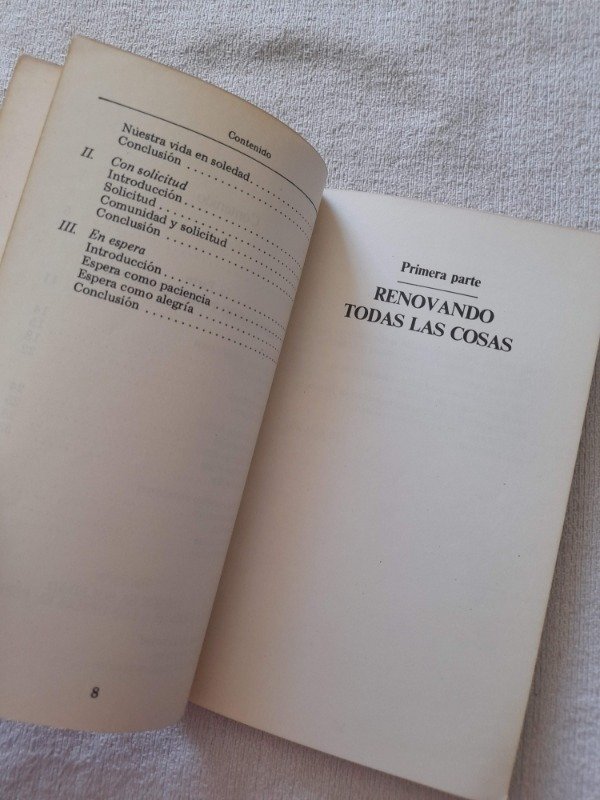 Contenido
Nuestra vida en soledad. . . . . . . . . . . .
Conclusión . . . . . . . . . . . . . . . . . .
II. Con solicitud
Introducción . . . . . . . . . . . . . . . .
Solicitud . . . . . . . . . . . . . . . . . . .
Comunidad y solicitud . . . . . . . . . . .
Conclusión . . . . . . . . . . . . . . . . . .
III. En espera
Introducción . . . . . . . . . . . . . . . .
Espera como paciencia . . . . . . . . . . .
Espera como alegría . . . . . . . . . . . .
Conclusión . . . . . . . . . . . . . . . . . .
8
Primera parte
RENOVANDO
TODAS LAS COSAS